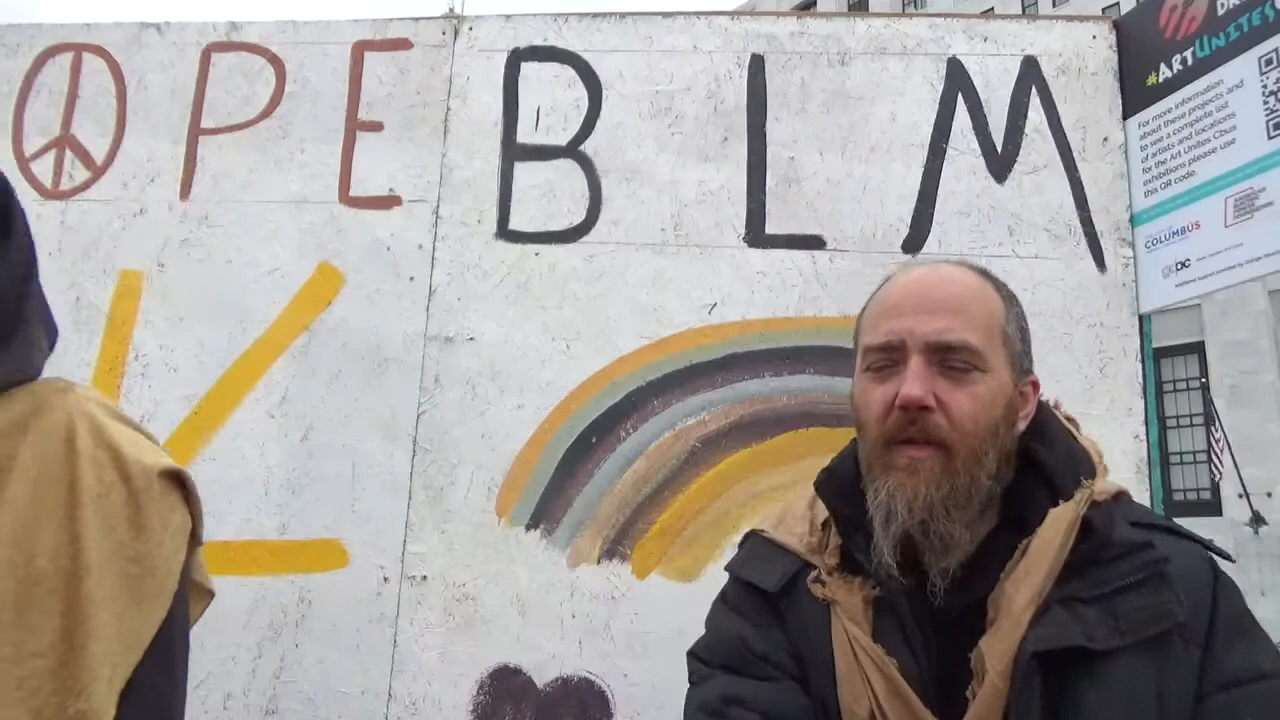 OPE BLM
#ARTUNITES
For more information
about these projects and
to see a complete list
of artists and locations
for the Art Unites Cbus
exhibitions please use
this QR code.
COLUMBUS